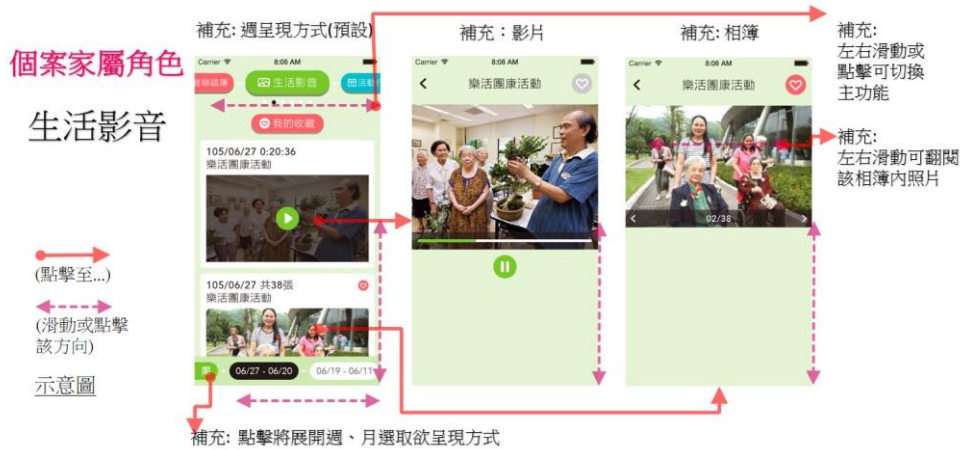 補充: 週呈現方式(預設)
補充：影片
補充: 相簿
補充:
左右滑動或
點擊可切換
主功能
個案家屬角色
生活影音
Carrier
8:08 AM
聯絡簿
生活影音
活動
我的收藏
105/06/27 0:20:36
樂活團康活動
105/06/27 共38張
樂活團康活動
06/27 - 06/20
06/19 - 06/11
Carrier
8:08 AM
樂活團康活動
Carrier
8:08 AM
樂活團康活動
02/38
補充:
左右滑動可翻閱
該相簿內照片
(點擊至...)
(滑動或點擊
該方向)
示意圖
補充: 點擊將展開週、月選取欲呈現方式